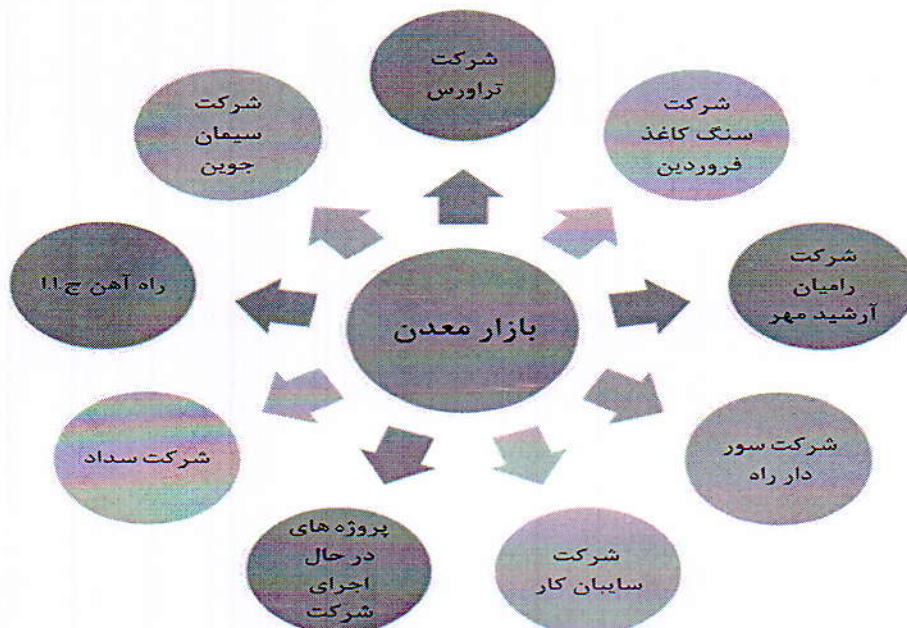 شرکت
تراورس
شرکت
سنگ کاغذ
فروردین
شرکت
رامیان
آرشید مهر
شرکت سور
دار راه
شرکت
سایبان کار
پروژه های
در حال
اجرای
شرکت
شرکت سداد
راه آهن ج.ا.ا
شرکت
سیمان
جوین
بازار معدن